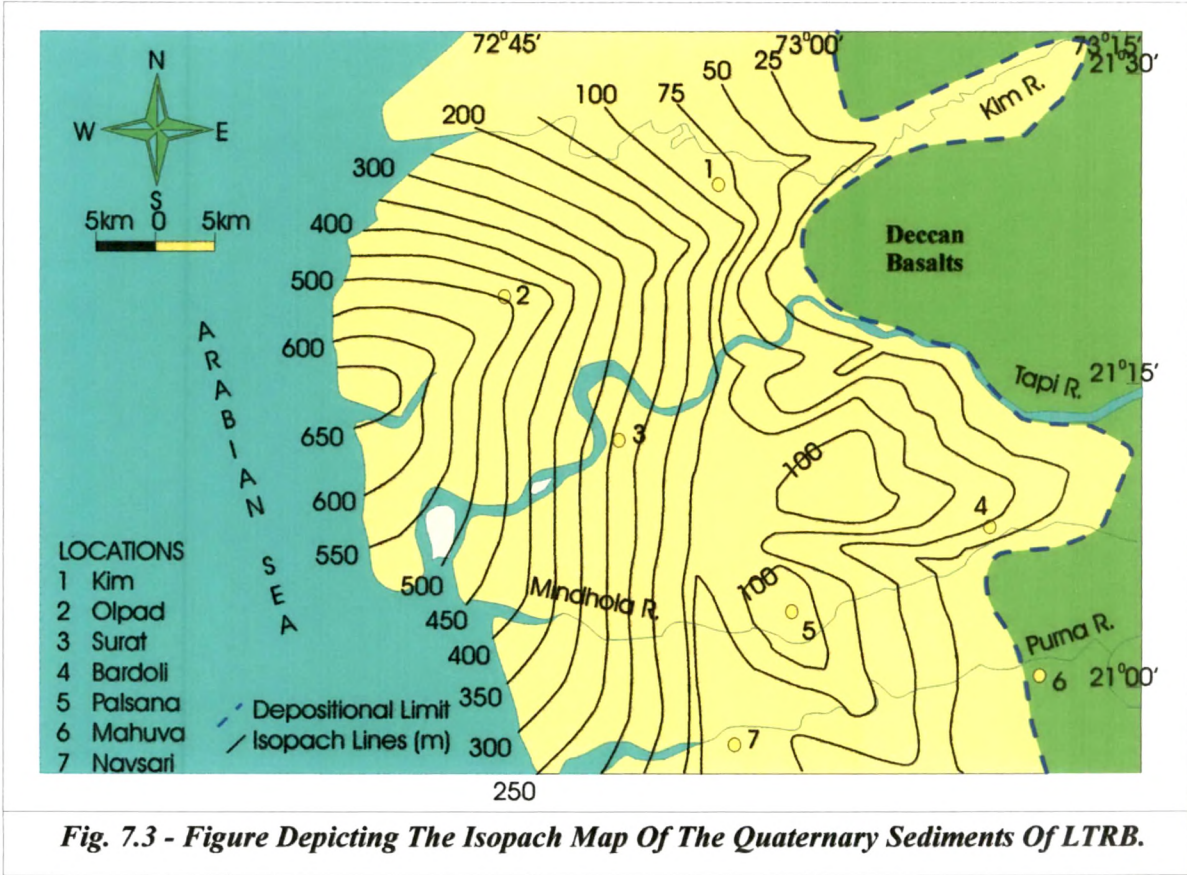 72°45'
73°00'
73°15'
21°30'
N
W E
S
5km 0 5km
50 25
100 75
200
300
400
500
600
650
600
550
500
450
400
350
300
250
Kim R.
1
2
3
4
5
6
7
Deccan
Basalts
Tapi R. 21°15'
100
100
Mindhola R.
Purna R.
21°00'
ARABIAN SEA
LOCATIONS
1 Kim
2 Olpad
3 Surat
4 Bardoli
5 Palsana
6 Mahuva
7 Navsari
Depositional Limit
Isopach Lines (m)
Fig. 7.3 - Figure Depicting The Isopach Map Of The Quaternary Sediments Of LTRB.